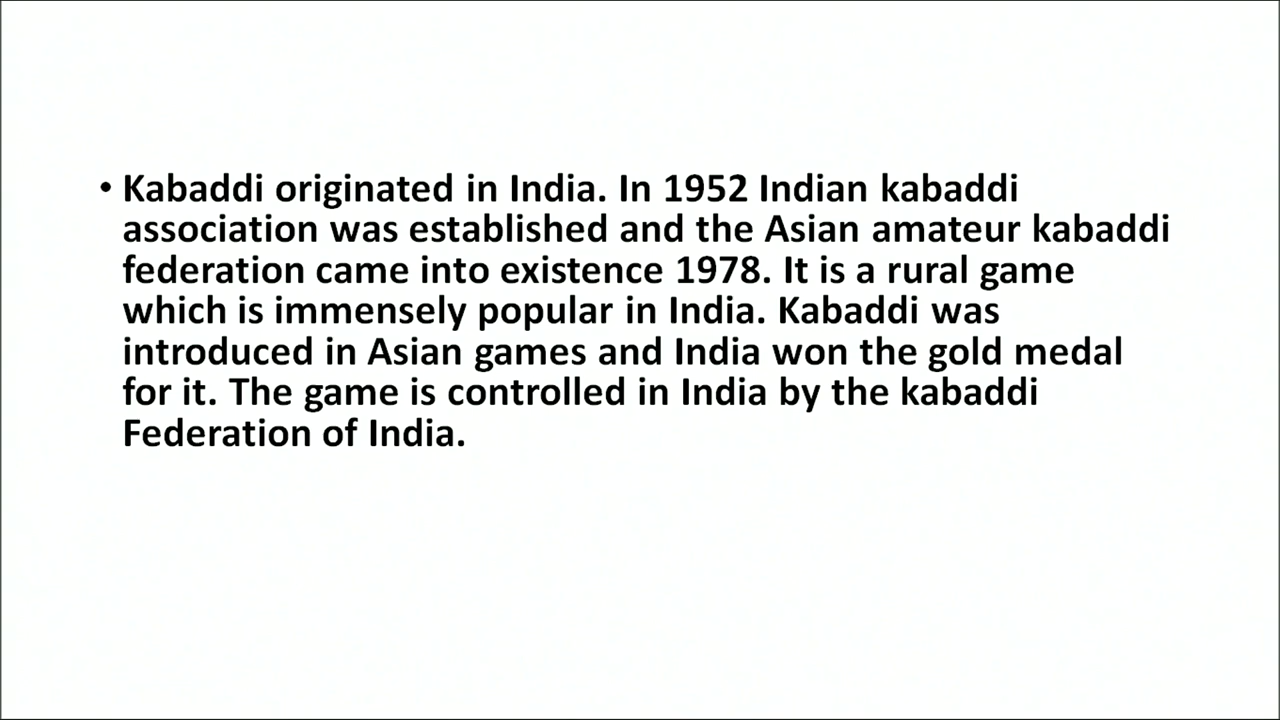 • Kabaddi originated in India. In 1952 Indian kabaddi
association was established and the Asian amateur kabaddi
federation came into existence 1978. It is a rural game
which is immensely popular in India. Kabaddi was
introduced in Asian games and India won the gold medal
for it. The game is controlled in India by the kabaddi
Federation of India.